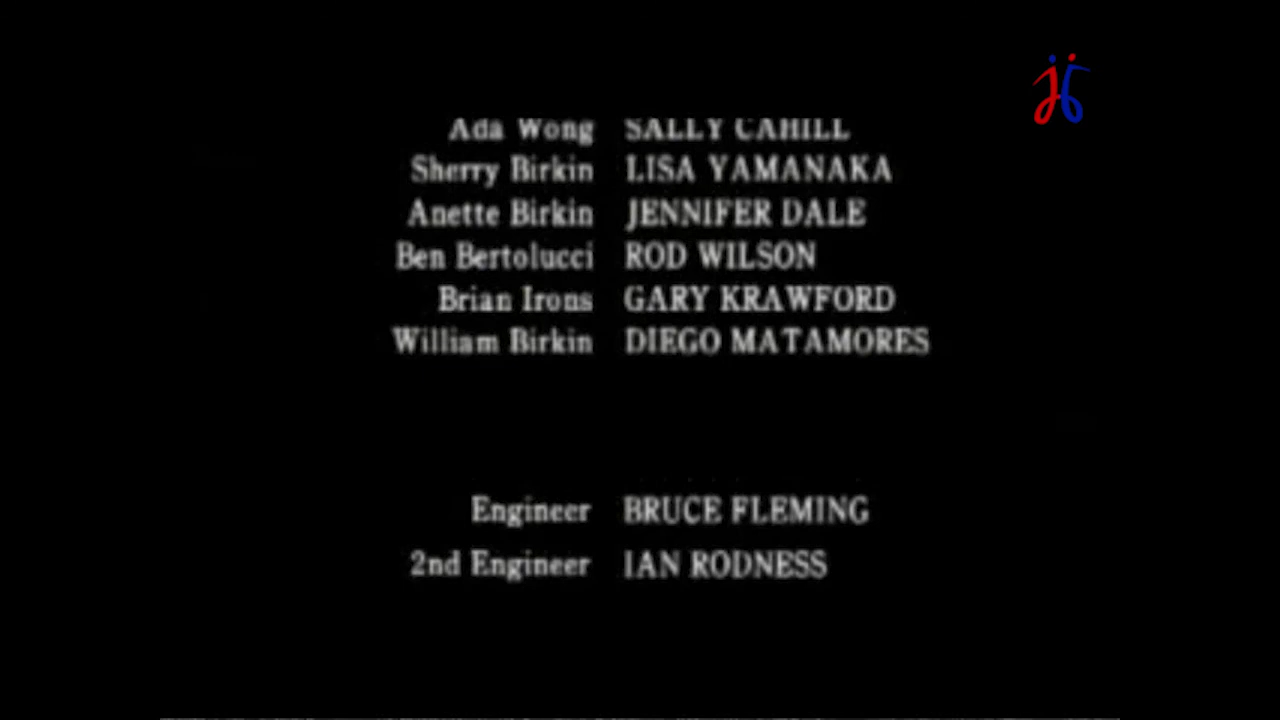 Ada Wong SALLY CAHILL
Sherry Birkin LISA YAMANAKA
Anette Birkin JENNIFER DALE
Ben Bertolucci ROD WILSON
Brian Irons GARY KRAWFORD
William Birkin DIEGO MATAMORES
Engineer BRUCE FLEMING
2nd Engineer IAN RODNESS